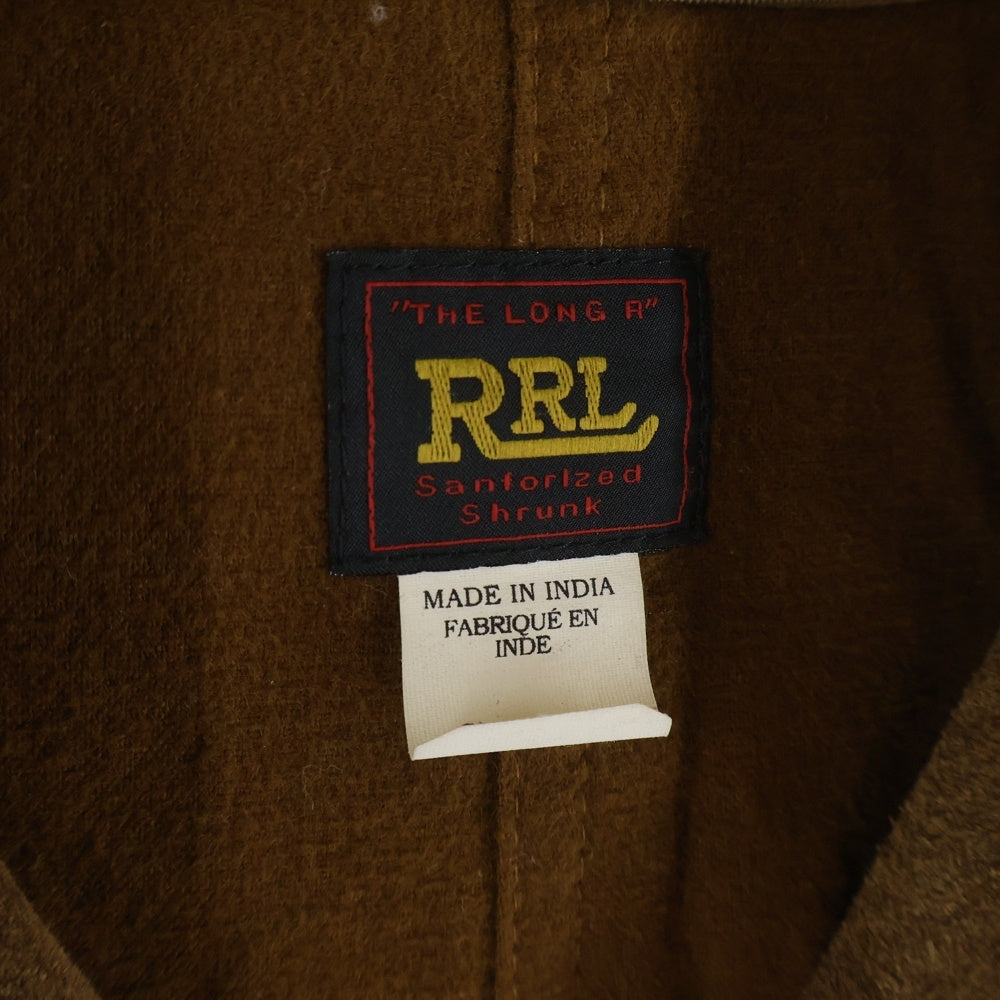 "THE LONG R"
RRL
Sanforized
Shrunk
MADE IN INDIA
FABRIQUÉ EN
INDE